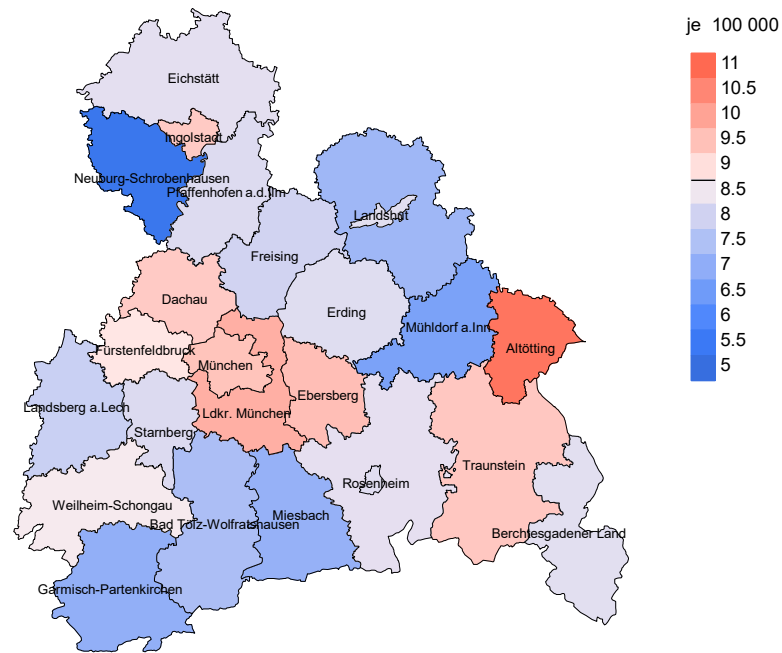 je 100 000
Eichstätt
11
10.5
10
9.5
9
8.5
8
7.5
7
6.5
6
5.5
5
Ingolstadt
Neuburg-Schrobenhausen
Pfaffenhofen a.d.Ilm
Landshut
Freising
Dachau
Erding
Mühldorf a.Inn
Altötting
Fürstenfeldbruck
München
Ebersberg
Landsberg a.Lech
Ldkr. München
Starnberg
Traunstein
Rosenheim
Weilheim-Schongau
Miesbach
Bad Tölz-Wolfratshausen
Berchtesgadener Land
Garmisch-Partenkirchen